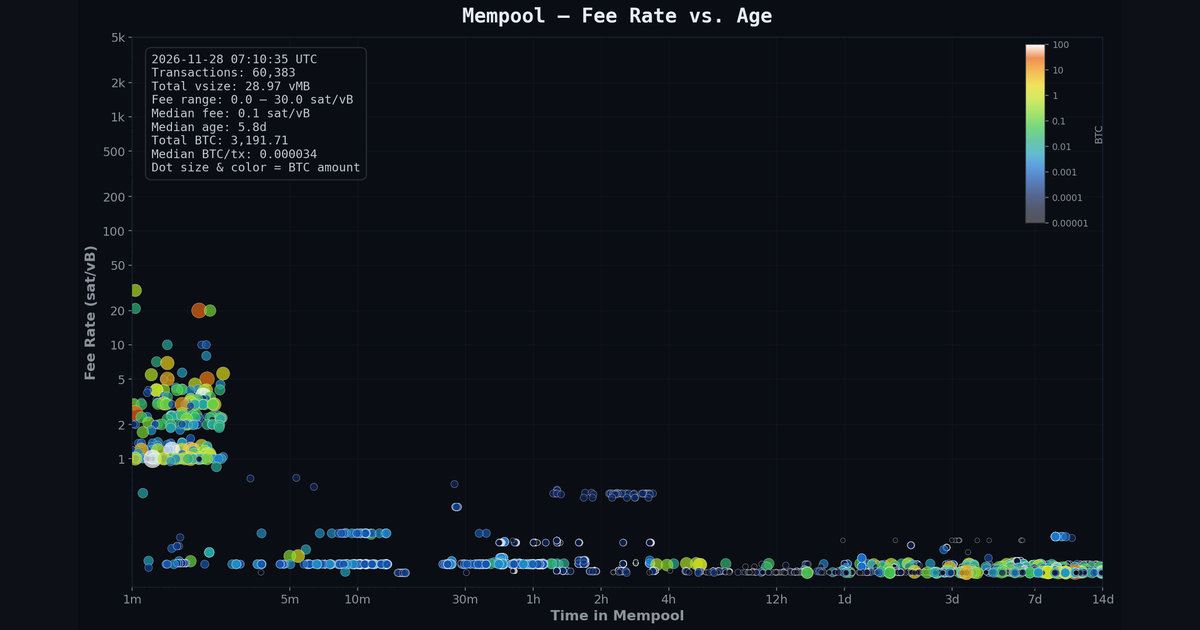 Mempool — Fee Rate vs. Age
2026-11-28 07:10:35 UTC
Transactions: 60,383
Total vsize: 28.97 vMB
Fee range: 0.0 – 30.0 sat/vB
Median fee: 0.1 sat/vB
Median age: 5.8d
Total BTC: 3,191.71
Median BTC/tx: 0.000034
Dot size & color = BTC amount
100
10
1
0.1
0.01
0.001
0.0001
0.00001
BTC
Fee Rate (sat/vB)
5k
2k
1k
500
200
100
50
20
10
5
2
1
1m 5m 10m 30m 1h 2h 4h 12h 1d 3d 7d 14d
Time in Mempool